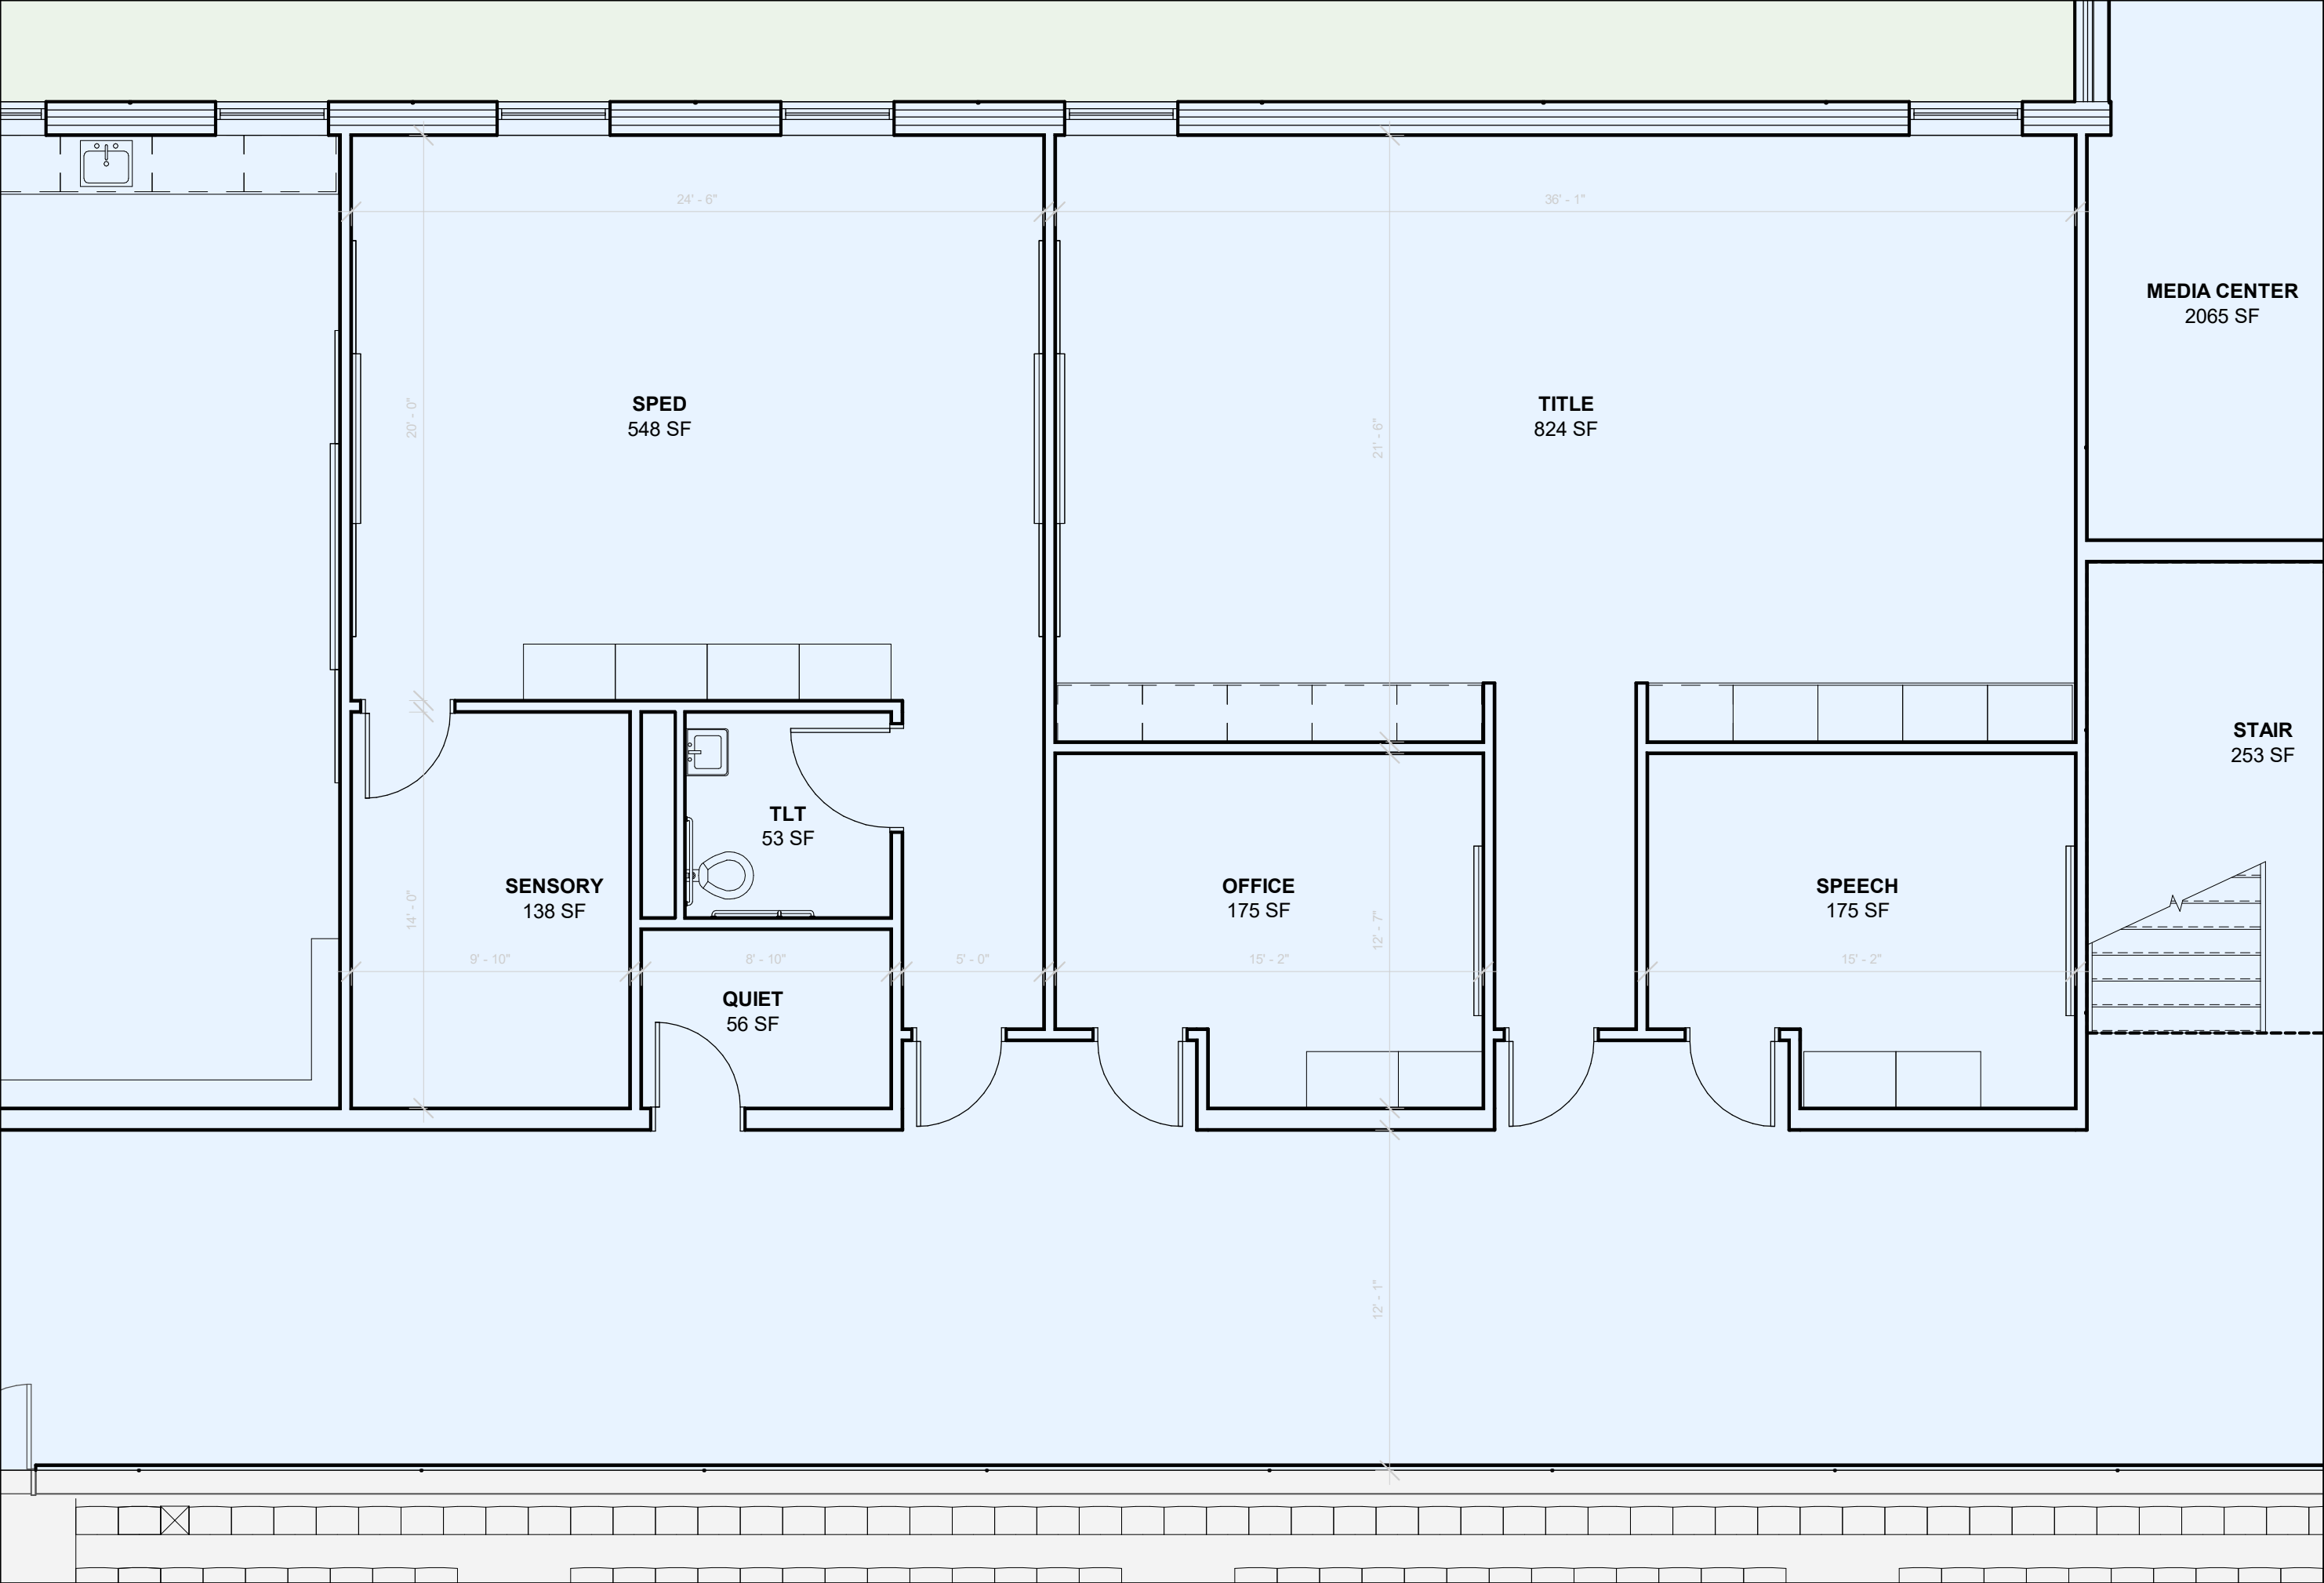 24' - 6"
36' - 1"
MEDIA CENTER
2065 SF
SPED
548 SF
20' - 0"
TITLE
824 SF
21' - 6"
STAIR
253 SF
TLT
53 SF
SENSORY
138 SF
14' - 0"
OFFICE
175 SF
12' - 7"
SPEECH
175 SF
9' - 10"
8' - 10"
5' - 0"
15' - 2"
15' - 2"
QUIET
56 SF
12' - 1"